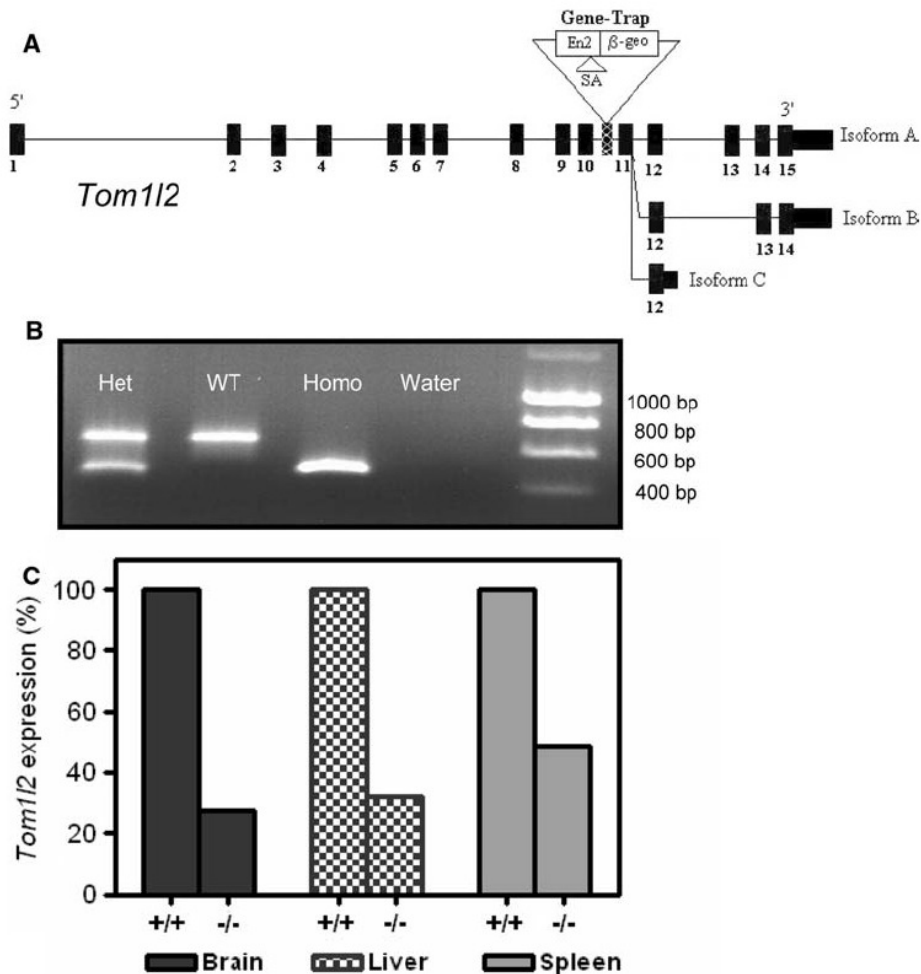 A
Gene-Trap
En2 β-geo
SA
5'
3'
Isoform A
1 2 3 4 5 6 7 8 9 10 11 12 13 14 15
Tom1l2
Isoform B
12 13 14
Isoform C
12
B
Het WT Homo Water
1000 bp
800 bp
600 bp
400 bp
C
Tom1l2 expression (%)
100
80
60
40
20
0
+/+ -/- +/+ -/- +/+ -/-
Brain Liver Spleen